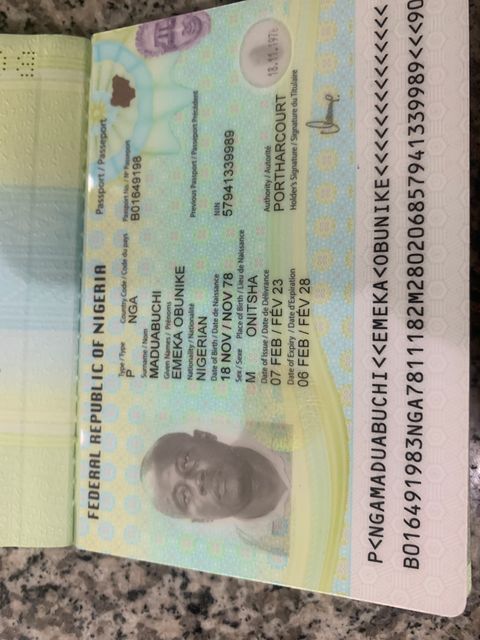 FEDERAL REPUBLIC OF NIGERIA
Passport / Passeport
Type / Type Country Code / Code du pays Passport No. / Nº Passeport
P NGA B01649198
Surname / Nom
MADUABUCHI
Given Names / Prénoms
EMEKA OBUNIKE
Nationality / Nationalité Previous Passport / Passeport Précédent
NIGERIAN
Date of Birth / Date de Naissance NIN
18 NOV / NOV 78 57941339989
Sex / Sexe Place of Birth / Lieu de Naissance
M ONITSHA
Date of Issue / Date de Délivrance Authority / Autorité
07 FEB / FÉV 23 PORTHARCOURT
Date of Expiry / Date d'Expiration Holder's Signature / Signature du Titulaire
06 FEB / FÉV 28
18.11.1978
P<NGAMADUABUCHI<<EMEKA<OBUNIKE<<<<<<<<<<<<<<
B016491983NGA7811182M28020685794133998​9<<<90